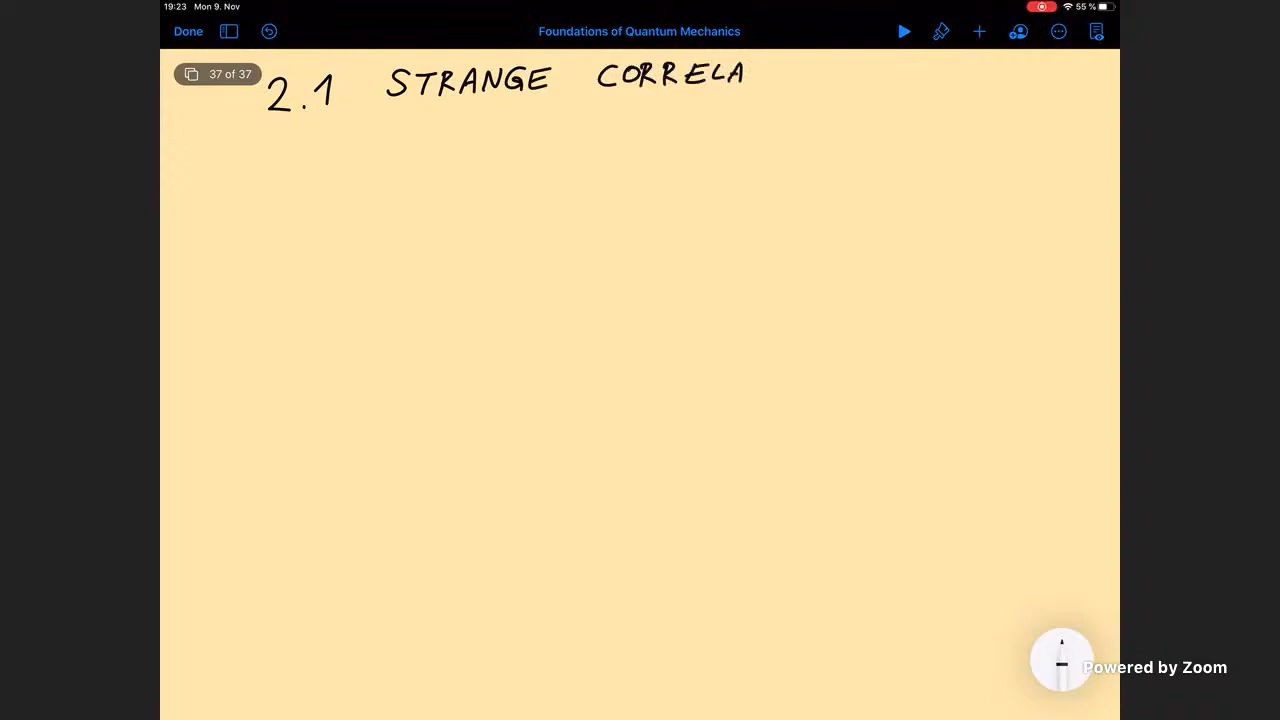 19:23 Mon 9. Nov
55 %
Done
Foundations of Quantum Mechanics
37 of 37
2.1 STRANGE CORRELA
Powered by Zoom